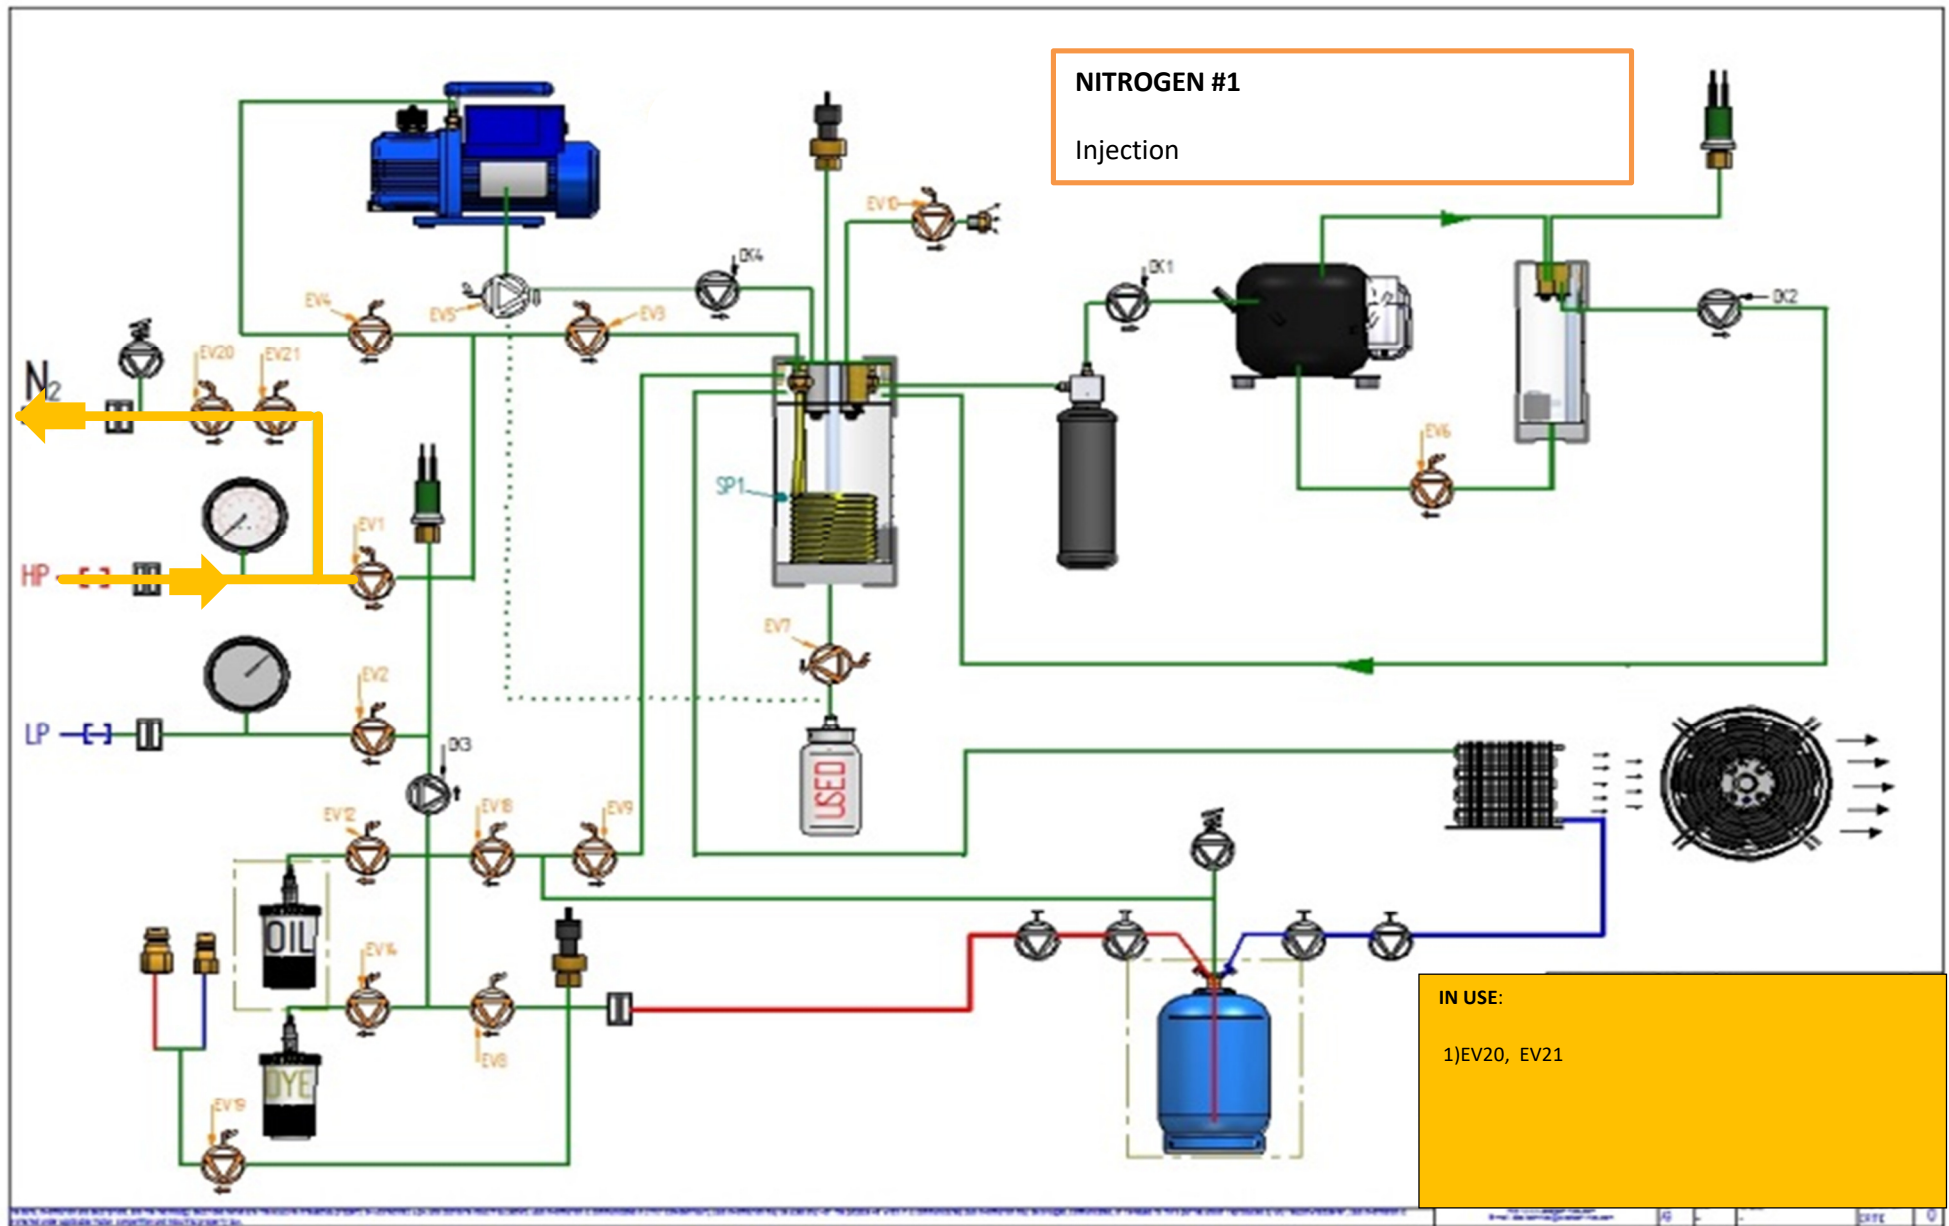 NITROGEN #1
Injection
EV10
CK4
CK1
EV4
EV5
EV3
CK2
N2
EV20
EV21
EV6
SP1
EV1
HP
EV7
EV2
LP
CK3
USED
EV12
EV18
EV9
OIL
EV14
EV8
DYE
EV19
IN USE:
1)EV20, EV21